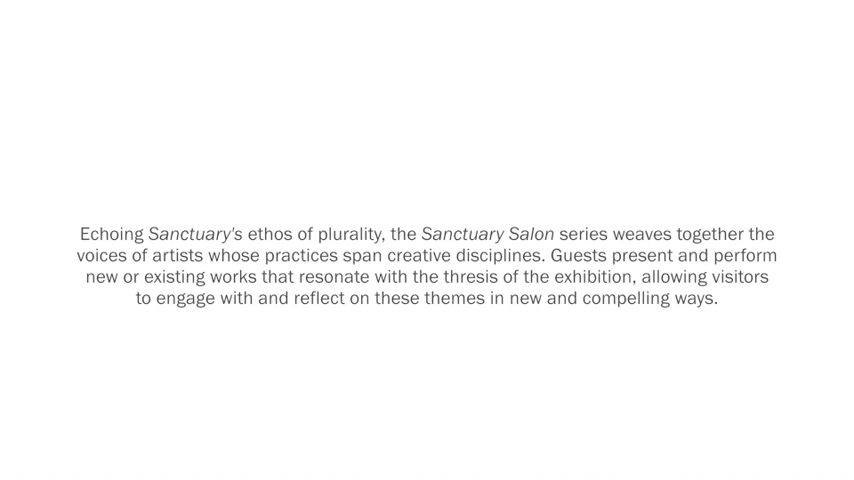 Echoing Sanctuary's ethos of plurality, the Sanctuary Salon series weaves together the
voices of artists whose practices span creative disciplines. Guests present and perform
new or existing works that resonate with the thresis of the exhibition, allowing visitors
to engage with and reflect on these themes in new and compelling ways.